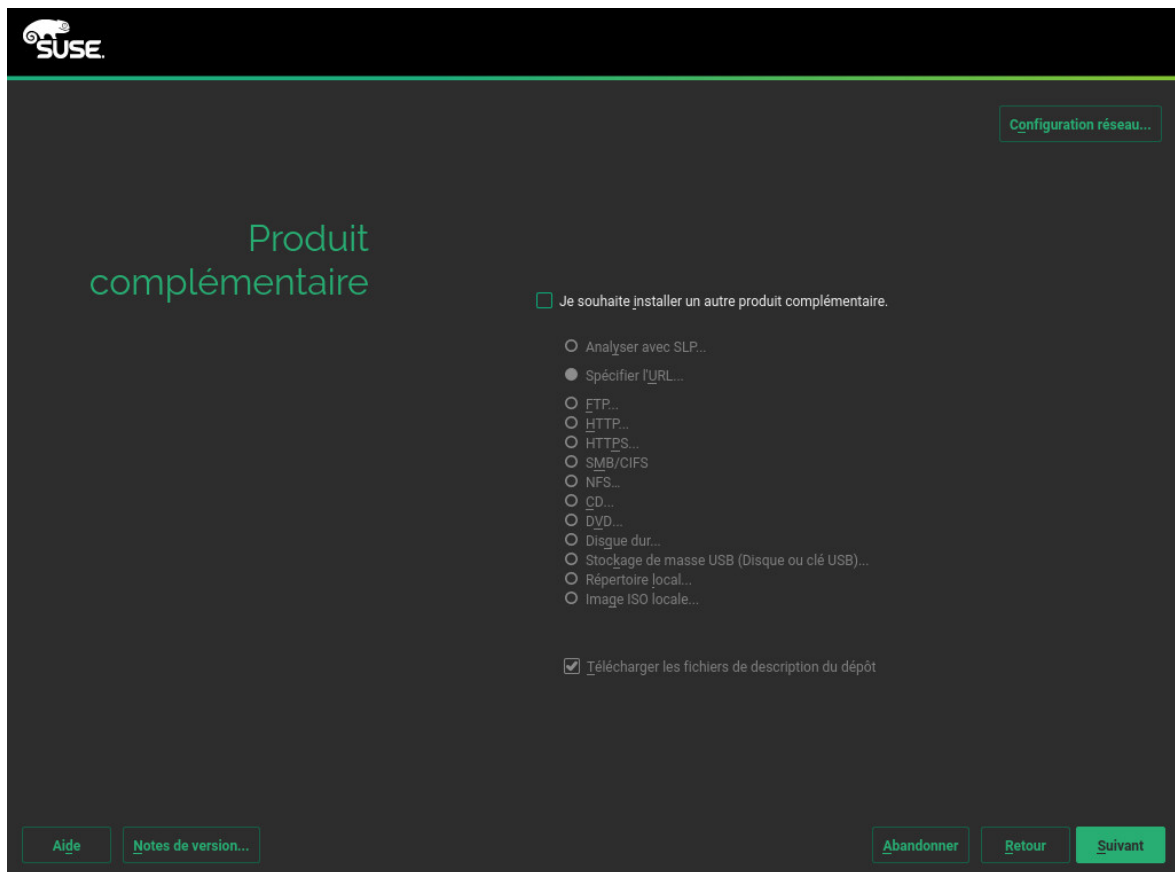 SUSE.
Configuration réseau...
Produit
complémentaire
Je souhaite installer un autre produit complémentaire.
Analyser avec SLP...
Spécifier l'URL...
FTP...
HTTP...
HTTPS...
SMB/CIFS
NFS...
CD...
DVD...
Disque dur...
Stockage de masse USB (Disque ou clé USB)...
Répertoire local...
Image ISO locale...
Télécharger les fichiers de description du dépôt
Aide
Notes de version...
Abandonner
Retour
Suivant